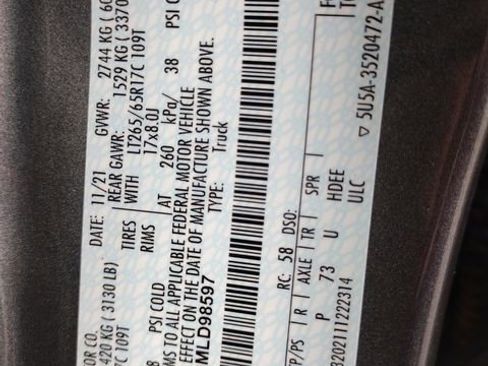 OR CO.
DATE: 11/21 GVWR: 2744 KG ( 60
420 KG ( 3130 LB) REAR GAWR: 1529 KG ( 3370
7C 109T TIRES WITH LT265/65R17C 109T
RIMS 17x8.0J
8 PSI COLD AT 260 kPa/ 38 PSI CO
MS TO ALL APPLICABLE FEDERAL MOTOR VEHICLE
EFFECT ON THE DATE OF MANUFACTURE SHOWN ABOVE.
MLD98597 TYPE: Truck
RC: 58 DSO:
TP/PS R AXLE TR SPR
P 73 U HDEE
ULC
3202111222314
▽ 5U5A-3520472-A